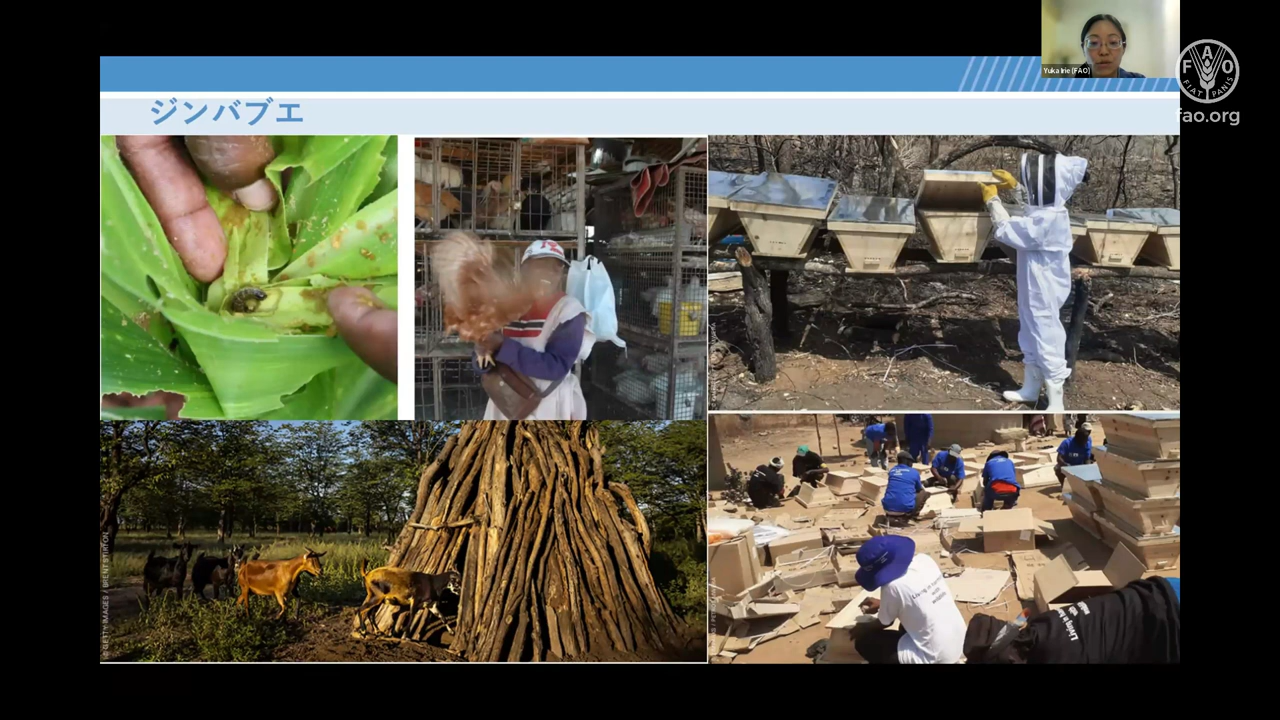 Yuka Irie (FAO)
F A O
FIAT PANIS
fao.org
ジンバブエ
© GETTY IMAGES / BRENT STIRTON